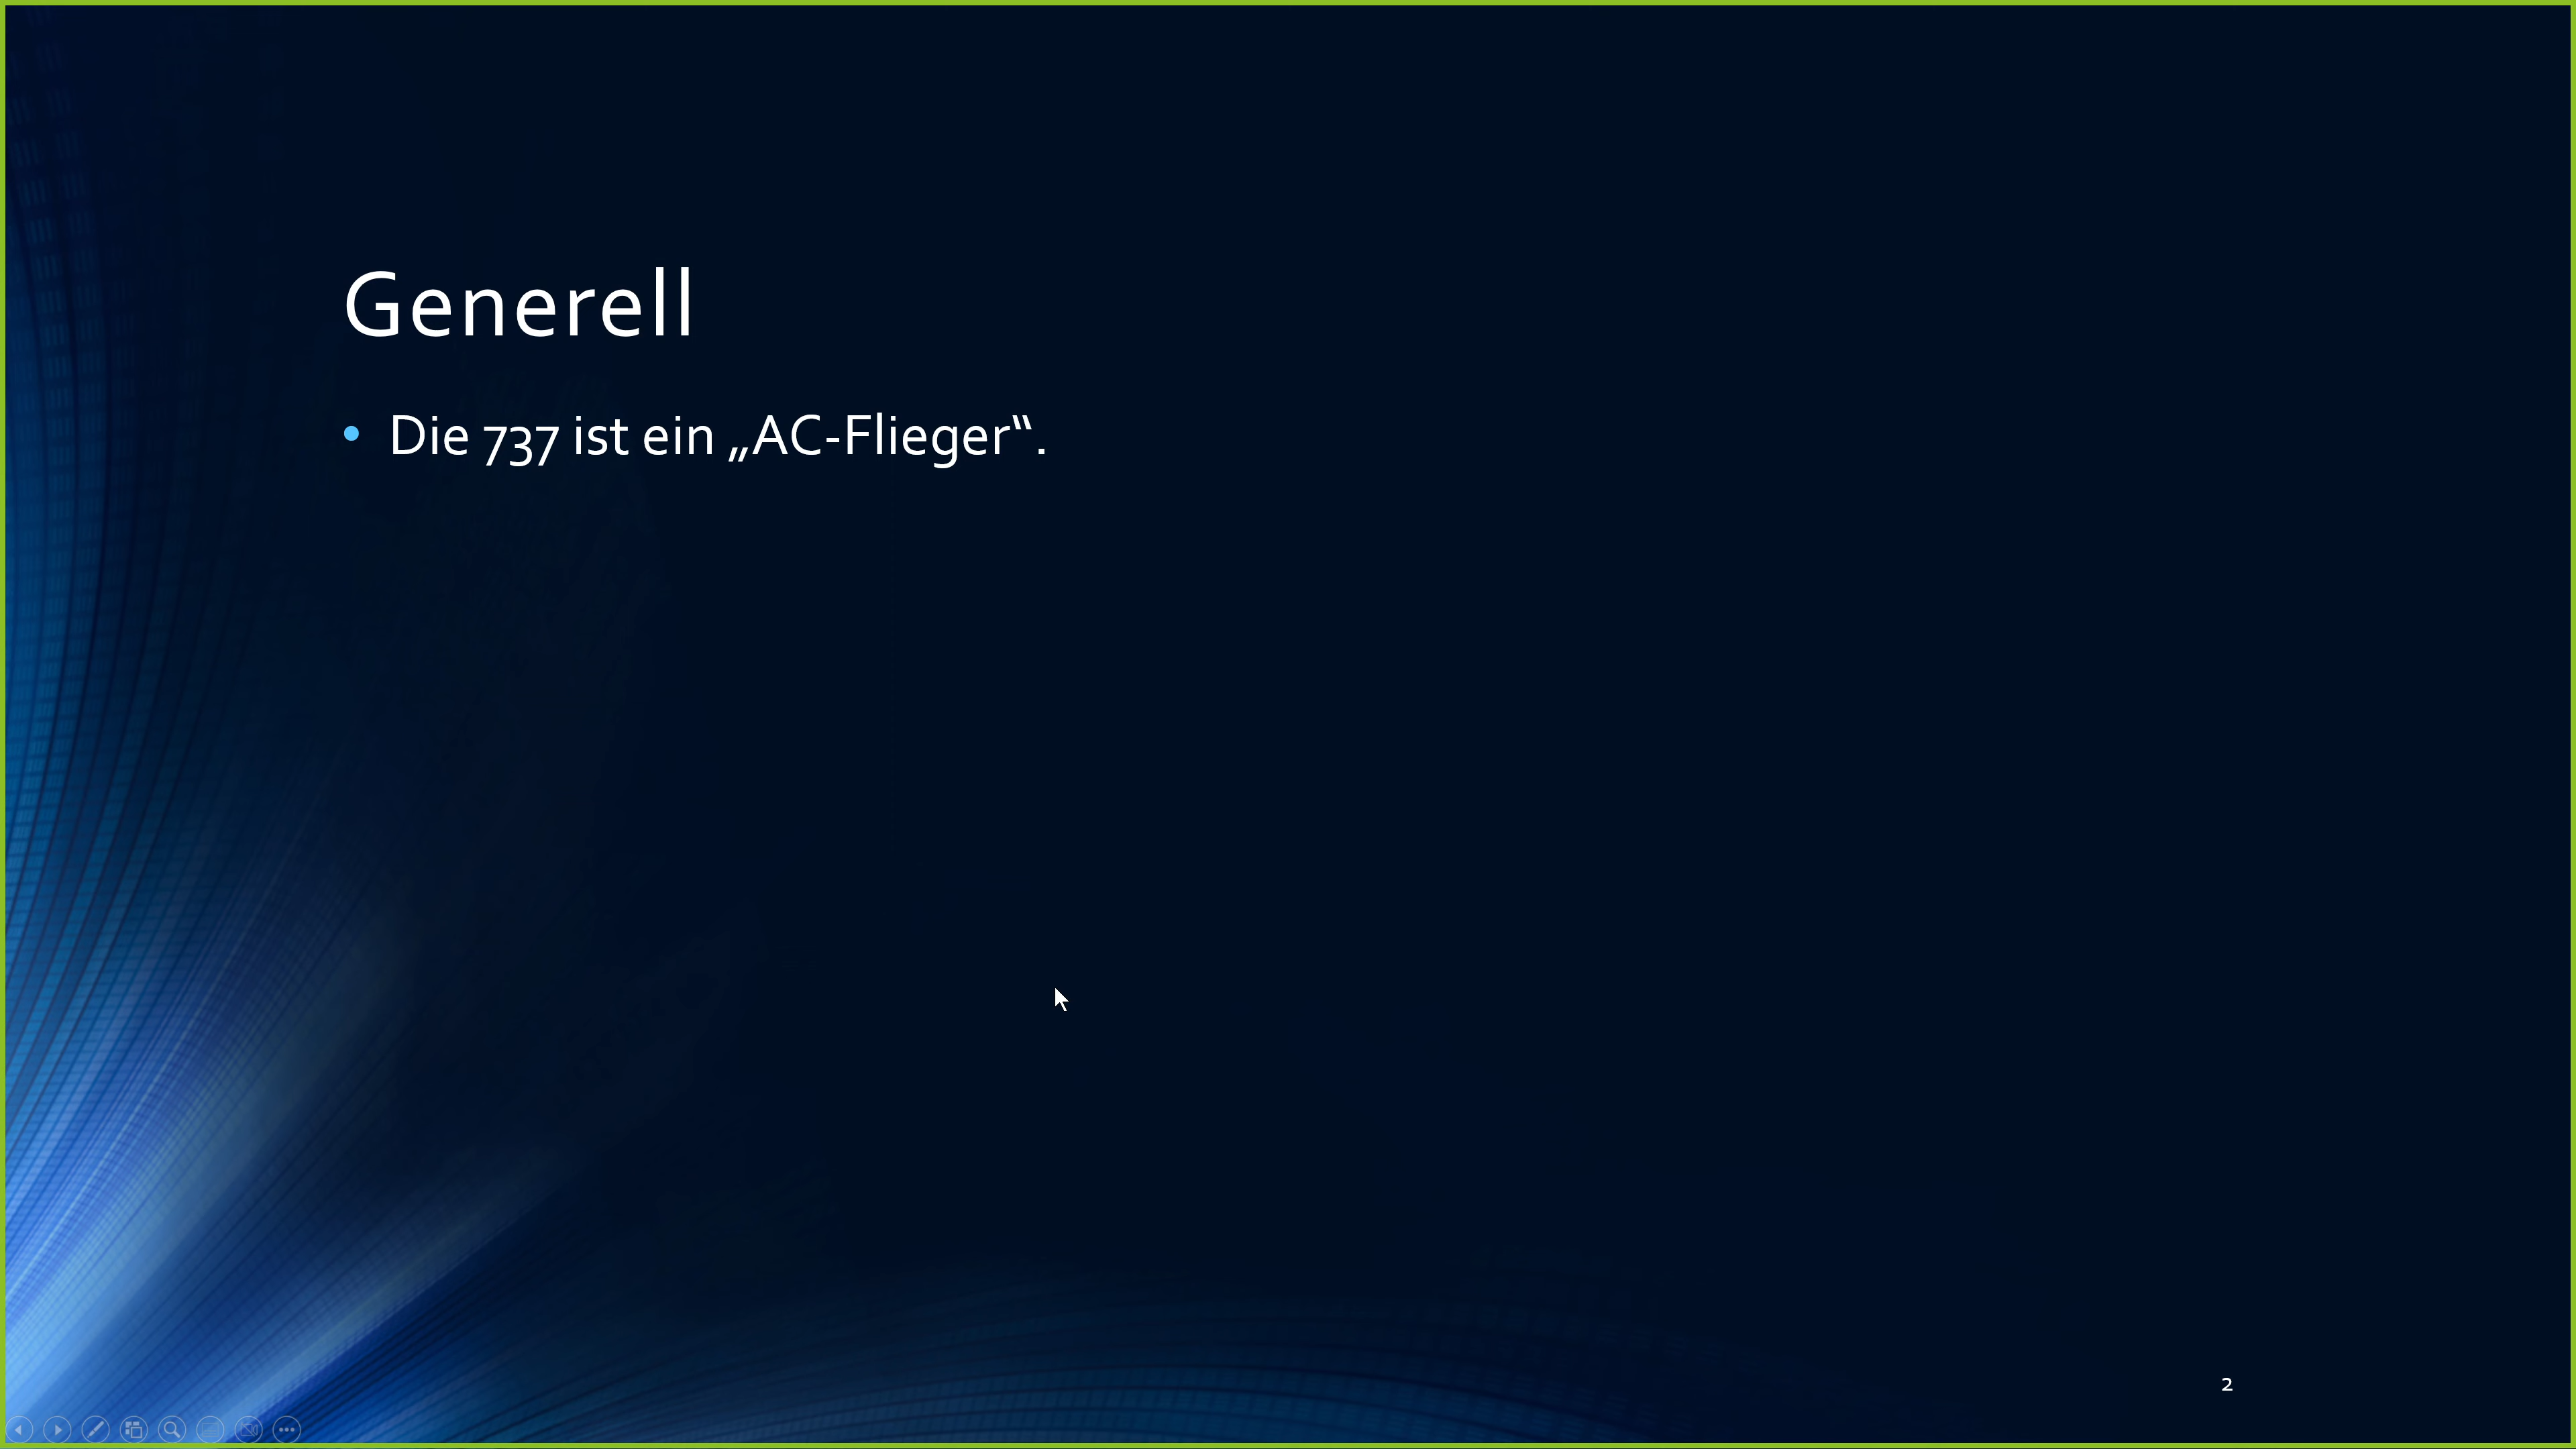 Generell
• Die 737 ist ein „AC-Flieger“.
2